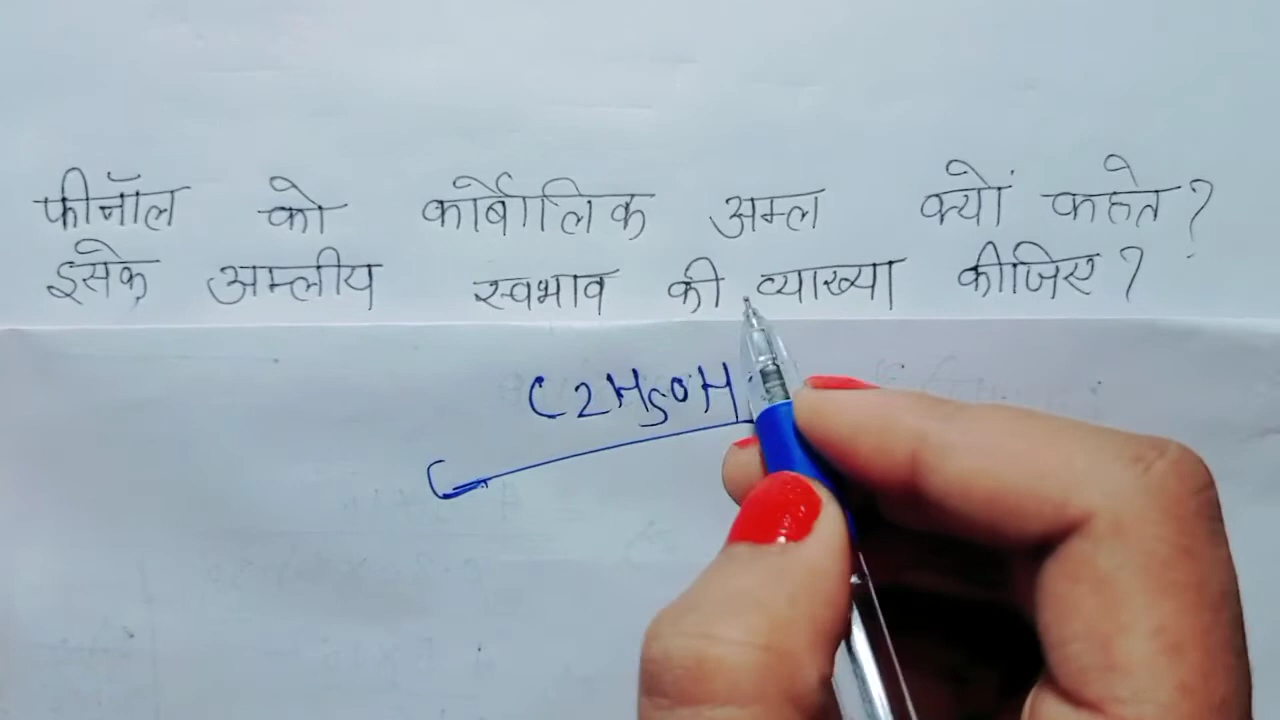 फीनॉल को कार्बोलिक अम्ल क्यों कहते ?
इसके अम्लीय स्वभाव की व्याख्या कीजिए ?
C2H5OH